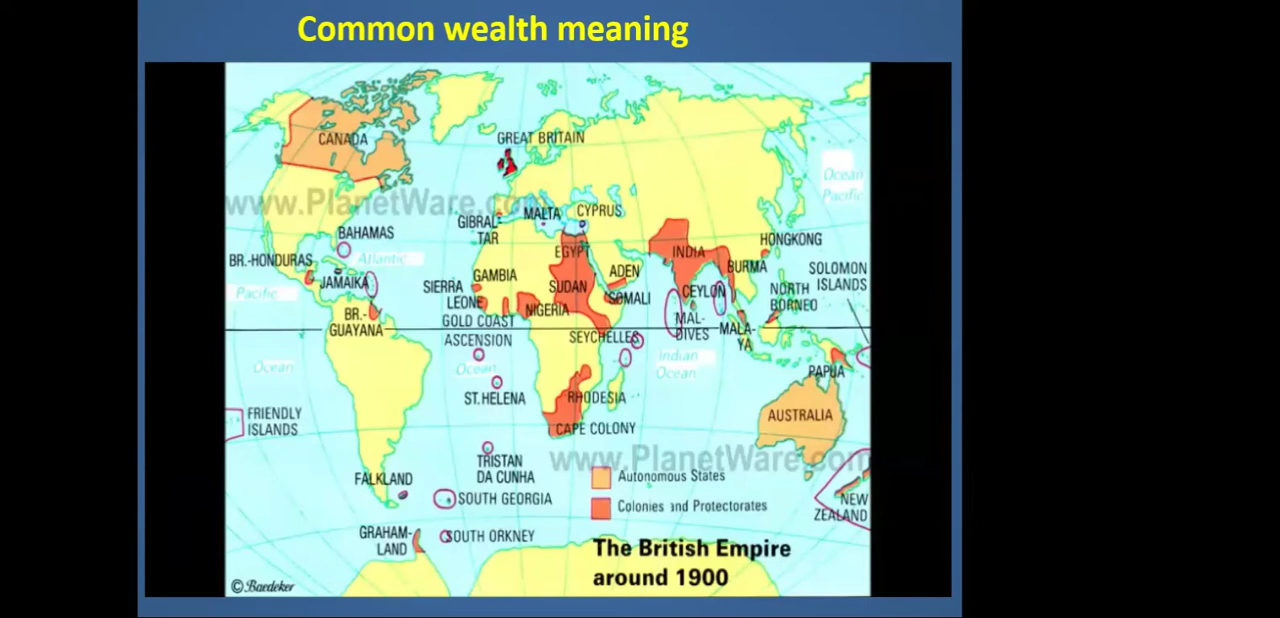 Common wealth meaning
CANADA
GREAT BRITAIN
Ocean
Pacific
www.PlanetWare.com
GIBRAL-
TAR
MALTA
CYPRUS
BAHAMAS
BR.-HONDURAS
Atlantic
EGYPT
INDIA
HONGKONG
JAMAIKA
Pacific
GAMBIA
SIERRA
LEONE
SUDAN
ADEN
SOMALI
BURMA
CEYLON
SOLOMON
ISLANDS
NORTH
BORNEO
BR.-
GUAYANA
GOLD COAST
NIGERIA
MAL-
DIVES
MALA-
YA
ASCENSION
SEYCHELLES
Ocean
Ocean
Indian
Ocean
PAPUA
ST.HELENA
RHODESIA
FRIENDLY
ISLANDS
CAPE COLONY
AUSTRALIA
www.PlanetWare.com
TRISTAN
DA CUNHA
FALKLAND
SOUTH GEORGIA
Autonomous States
Colonies and Protectorates
NEW
ZEALAND
GRAHAM-
LAND
SOUTH ORKNEY
The British Empire
around 1900
© Baedeker